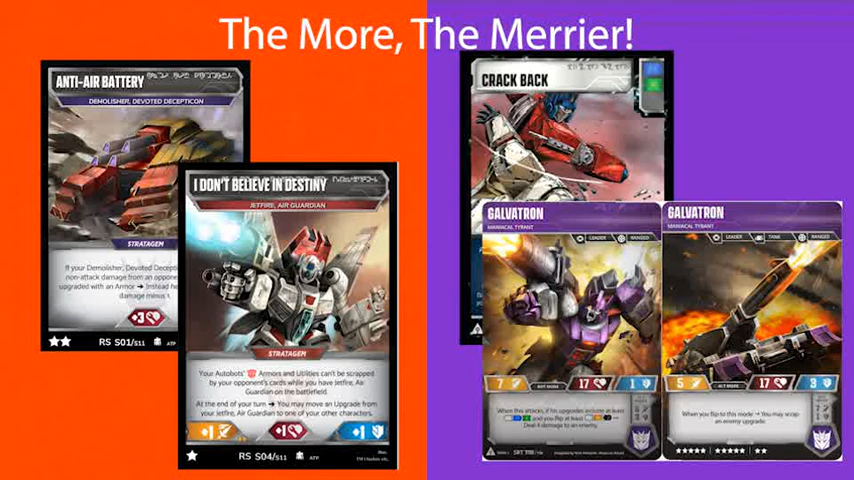 The More, The Merrier!
ANTI-AIR BATTERY
DEMOLISHER, DEVOTED DECEPTICON
STRATAGEM
If your Demolisher, Devoted
non-attack damage from an
upgraded with an Armor → Instead
damage minus 1.
+3
RS S01/S11 ATP
I DON'T BELIEVE IN DESTINY
JETFIRE, AIR GUARDIAN
STRATAGEM
Your Autobots' Armors and Utilities can't be scrapped
by your opponent's cards while you have Jetfire, Air
Guardian on the battlefield.
At the end of your turn → You may move an Upgrade from
your Jetfire, Air Guardian to one of your other characters.
+1 +1 +1
RS S04/S11 ATP
CRACK BACK
GALVATRON
MANIACAL TYRANT
LEADER RANGED
7 BOT MODE 17 1
When this attacks, if his upgrades include at least
and you flip at least
Deal 4 damage to an enemy.
GALVATRON
MANIACAL TYRANT
LEADER TANK RANGED
5 ALT MODE 17 3
When you flip to this mode → You may scrap
an enemy upgrade.